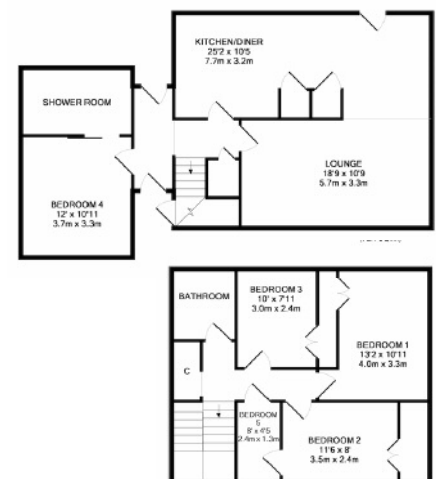 KITCHEN/DINER
25'2 x 10'5
7.7m x 3.2m
SHOWER ROOM
LOUNGE
18'9 x 10'9
5.7m x 3.3m
BEDROOM 4
12' x 10'11
3.7m x 3.3m
BATHROOM
BEDROOM 3
10' x 7'11
3.0m x 2.4m
BEDROOM 1
13'2 x 10'11
4.0m x 3.3m
C
BEDROOM
5
8' x 4'5
2.4m x 1.3m
BEDROOM 2
11'6 x 8'
3.5m x 2.4m